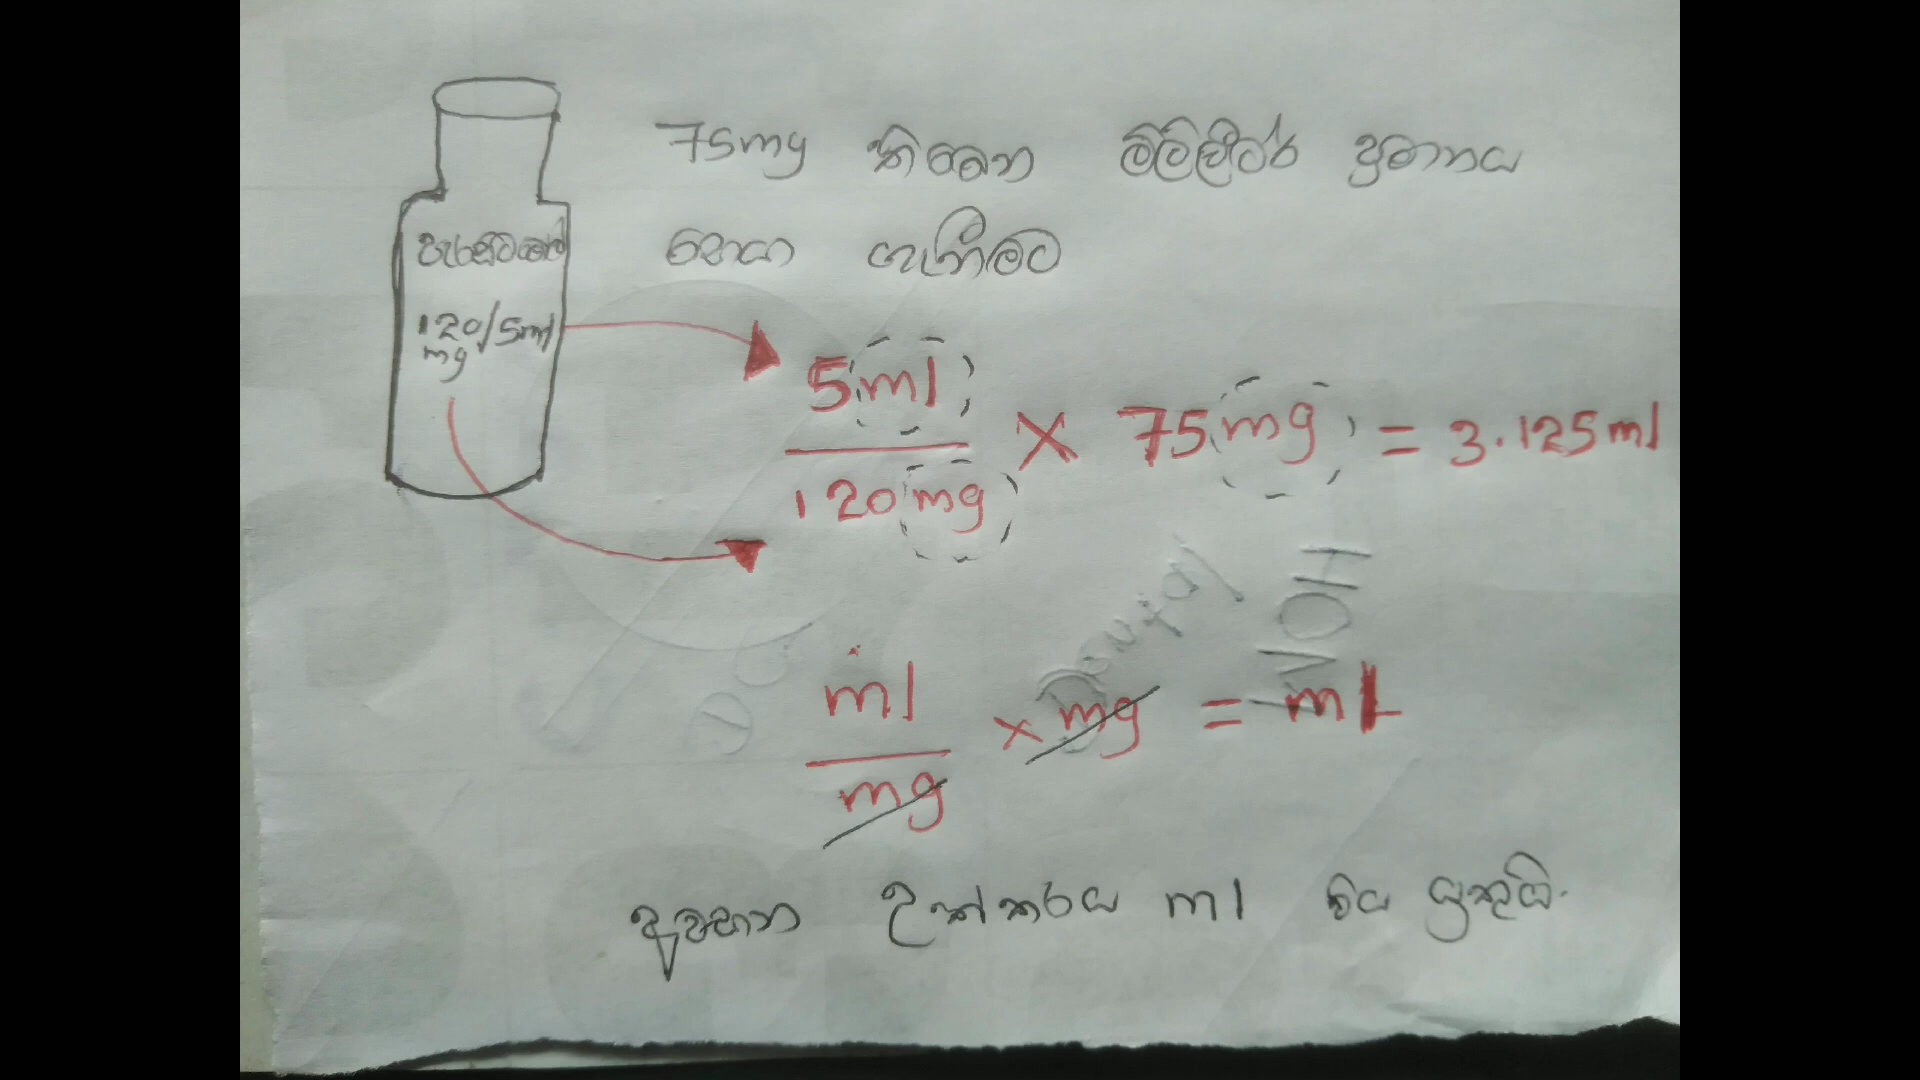 75mg තිබෙන මිලිලීටර ප්‍රමානය
සොයා ගැනීමට
පැරසිටමෝල්
120/5ml
mg
5ml
120mg
× 75mg = 3.125ml
ml
mg
× mg = ml
අවසාන උත්තරය ml විය යුතුයි.